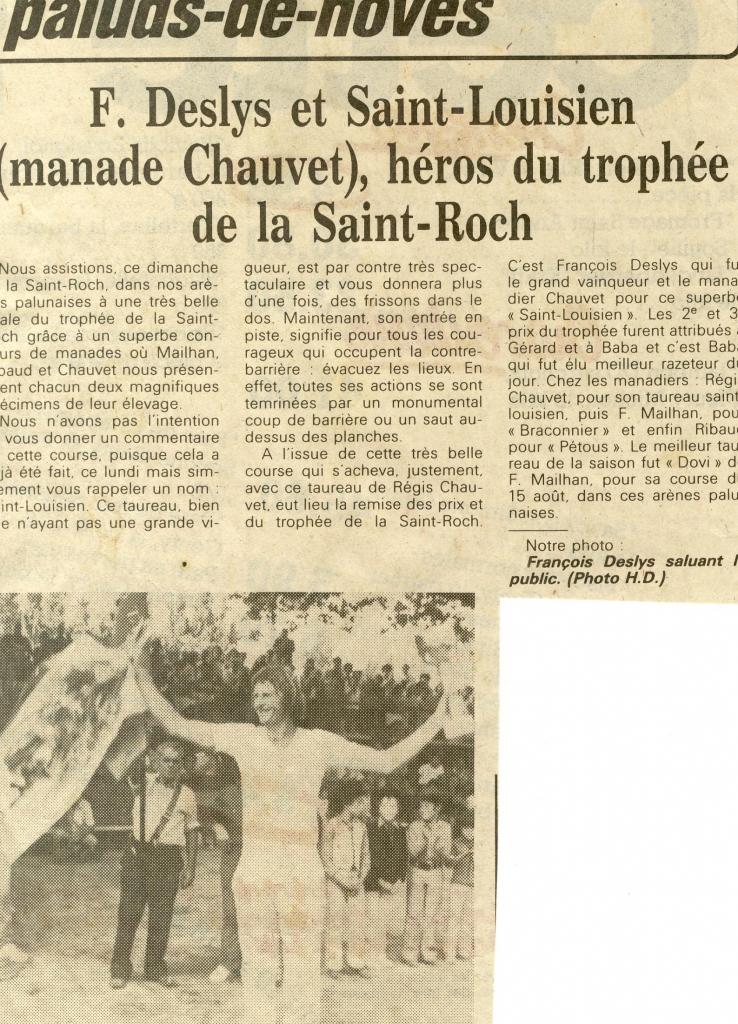 paluds-de-noves
F. Deslys et Saint-Louisien
(manade Chauvet), héros du trophée
de la Saint-Roch
Nous assistions, ce dimanche
la Saint-Roch, dans nos arè-
s palunaises à une très belle
ale du trophée de la Saint-
ch grâce à un superbe con-
urs de manades où Mailhan,
baud et Chauvet nous présen-
ent chacun deux magnifiques
écimens de leur élevage.
Nous n'avons pas l'intention
vous donner un commentaire
cette course, puisque cela a
jà été fait, ce lundi mais sim-
ement vous rappeler un nom :
int-Louisien. Ce taureau, bien
e n'ayant pas une grande vi-
gueur, est par contre très spec-
taculaire et vous donnera plus
d'une fois, des frissons dans le
dos. Maintenant, son entrée en
piste, signifie pour tous les cou-
rageux qui occupent la contre-
barrière : évacuez les lieux. En
effet, toutes ses actions se sont
temrinées par un monumental
coup de barrière ou un saut au-
dessus des planches.
A l'issue de cette très belle
course qui s'acheva, justement,
avec ce taureau de Régis Chau-
vet, eut lieu la remise des prix et
du trophée de la Saint-Roch.
C'est François Deslys qui fu
le grand vainqueur et le mana
dier Chauvet pour ce superbe
« Saint-Louisien ». Les 2e et 3
prix du trophée furent attribués à
Gérard et à Baba et c'est Baba
qui fut élu meilleur razeteur du
jour. Chez les manadiers : Régi
Chauvet, pour son taureau saint
louisien, puis F. Mailhan, pou
« Braconnier » et enfin Ribau
pour « Pétous ». Le meilleur tau
reau de la saison fut « Dovi » de
F. Mailhan, pour sa course d
15 août, dans ces arènes palu
naises.
Notre photo :
François Deslys saluant l
public. (Photo H.D.)